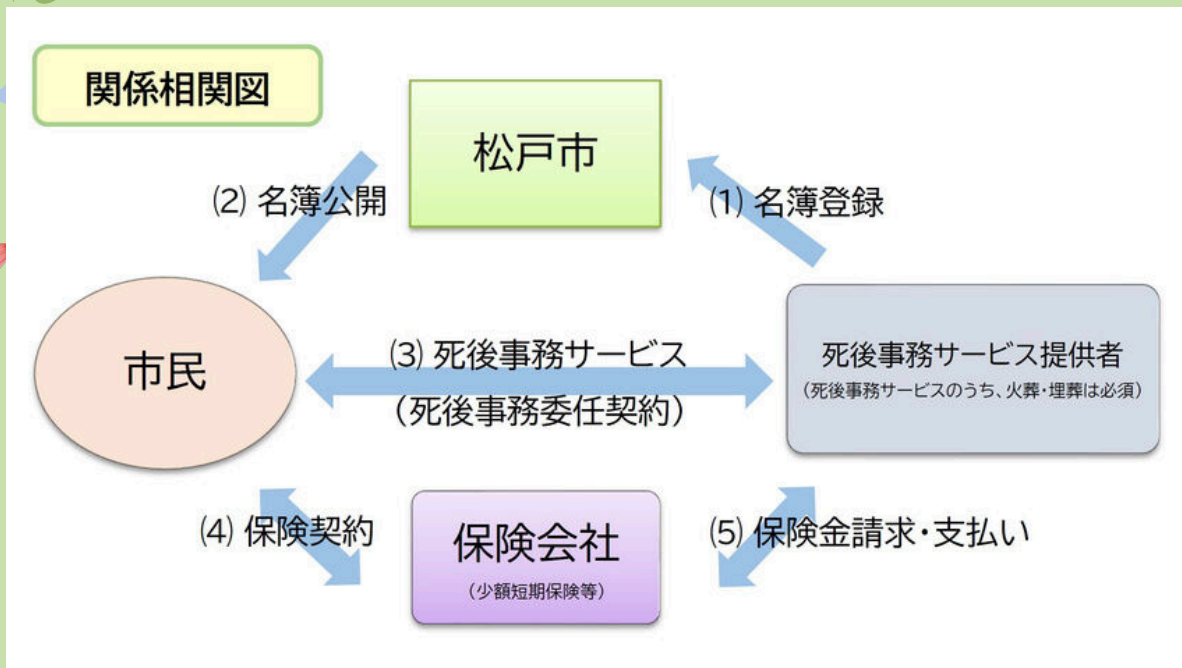 関係相関図
松戸市
(2) 名簿公開
(1) 名簿登録
市民
(3) 死後事務サービス
(死後事務委任契約)
死後事務サービス提供者
(死後事務サービスのうち、火葬・埋葬は必須)
(4) 保険契約
保険会社
(少額短期保険等)
(5) 保険金請求・支払い